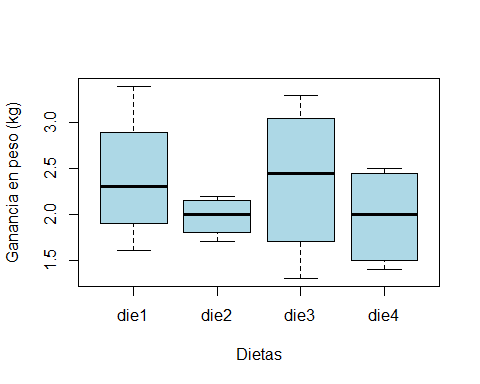 Ganancia en peso (kg)
3.0
2.5
2.0
1.5
die1 die2 die3 die4
Dietas